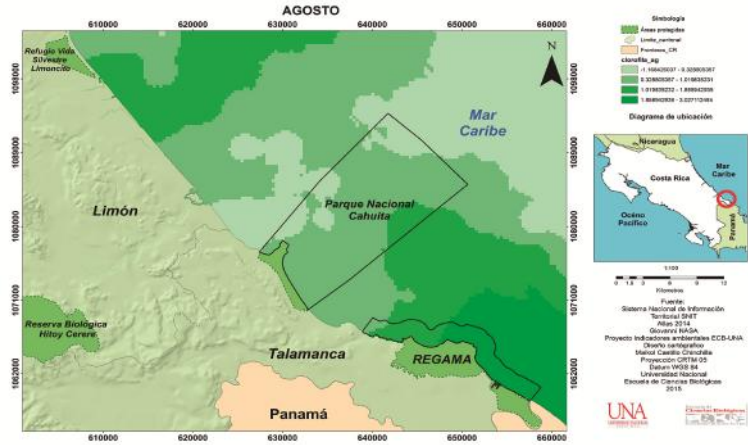 AGOSTO
610000
620000
630000
640000
650000
660000
Refugio Vida
Silvestre
Limoncito
N
Mar
Caribe
Limón
Parque Nacional
Cahuita
Reserva Biológica
Hitoy Cerere
Talamanca
REGAMA
Panamá
1098000
1089000
1080000
1071000
1062000
1098000
1089000
1080000
1071000
1062000
610000
620000
630000
640000
650000
660000
Simbología
Áreas protegidas
Limite_cantonal
Fronteras_CR
clorofila_ag
Diagrama de ubicación
Nicaragua
Mar
Caribe
Costa Rica
Océno
Pacífico
Panamá
Kilometros
Fuente:
Sistema Nacional de Información
Territorial SNIT
Atlas 2014
Giovanni NASA
Proyecto Indicadores ambientales ECB-UNA
Diseño cartográfico
Maikol Castillo Chinchilla
Proyección CRTM 05
Datum WGS 84
Universidad Nacional
Escuela de Ciencias Biológicas
2015
UNA
Ciencias Biológicas